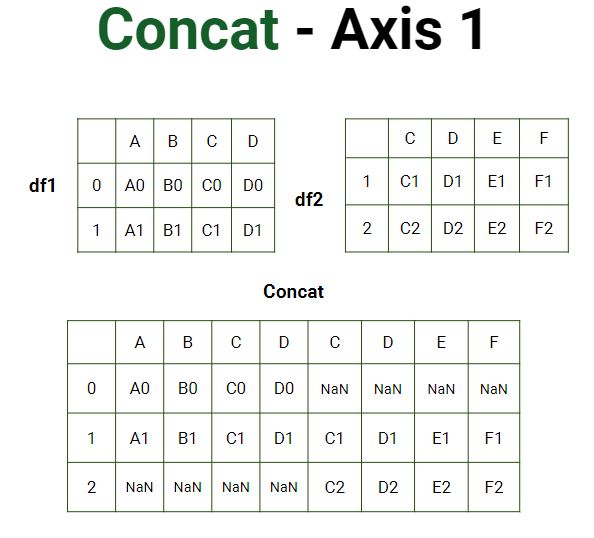 Concat - Axis 1
df1
A B C D
0 A0 B0 C0 D0
1 A1 B1 C1 D1
df2
C D E F
1 C1 D1 E1 F1
2 C2 D2 E2 F2
Concat
A B C D C D E F
0 A0 B0 C0 D0 NaN NaN NaN NaN
1 A1 B1 C1 D1 C1 D1 E1 F1
2 NaN NaN NaN NaN C2 D2 E2 F2